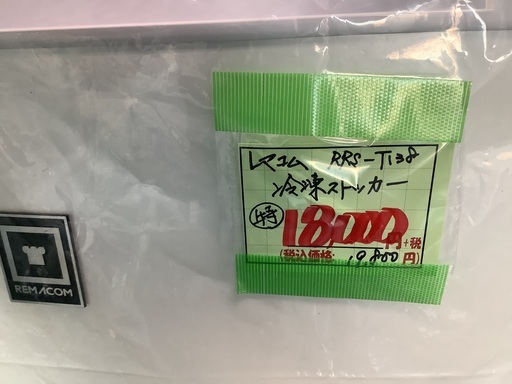 レマコム RRS-T138
冷凍ストッカー
特 18,000円+税
(税込価格: 19,800円)
REMACOM